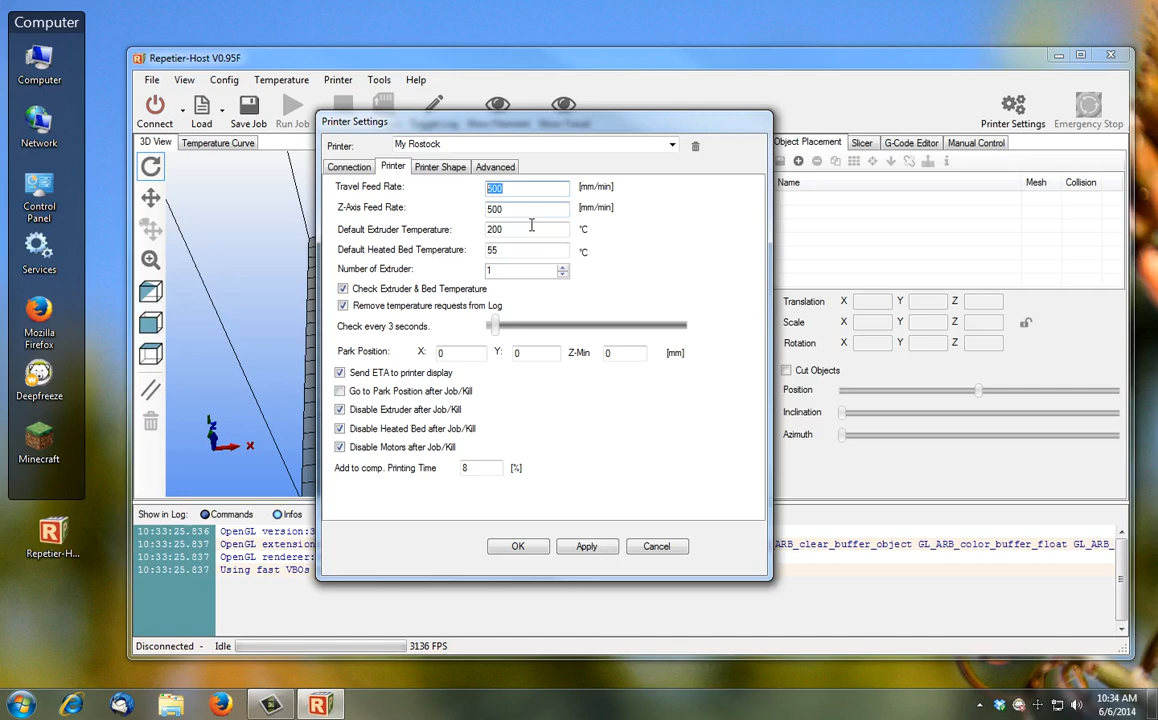 Computer
Computer
Network
Control
Panel
Services
Mozilla
Firefox
Deepfreeze
Minecraft
Repetier-H...
Repetier-Host V0.95F
File View Config Temperature Printer Tools Help
Connect Load Save Job Run Job Printer Settings Emergency Stop
3D View Temperature Curve
Object Placement Slicer G-Code Editor Manual Control
Name Mesh Collision
Translation X Y Z
Scale X Y Z
Rotation X Y Z
Cut Objects
Position
Inclination
Azimuth
X
Printer Settings
Printer: My Rostock
Connection Printer Printer Shape Advanced
Travel Feed Rate: 500 [mm/min]
Z-Axis Feed Rate: 500 [mm/min]
Default Extruder Temperature: 200 °C
Default Heated Bed Temperature: 55 °C
Number of Extruder: 1
Check Extruder & Bed Temperature
Remove temperature requests from Log
Check every 3 seconds.
Park Position: X: 0 Y: 0 Z-Min 0 [mm]
Send ETA to printer display
Go to Park Position after Job/Kill
Disable Extruder after Job/Kill
Disable Heated Bed after Job/Kill
Disable Motors after Job/Kill
Add to comp. Printing Time 8 [%]
OK Apply Cancel
Show in Log: Commands Infos
10:33:25.836 OpenGL version:3
10:33:25.837 OpenGL extension ARB_clear_buffer_object GL_ARB_color_buffer_float GL_ARB_
10:33:25.837 OpenGL renderer:
10:33:25.837 Using fast VBOs
Disconnected - Idle 3136 FPS
10:34 AM
6/6/2014